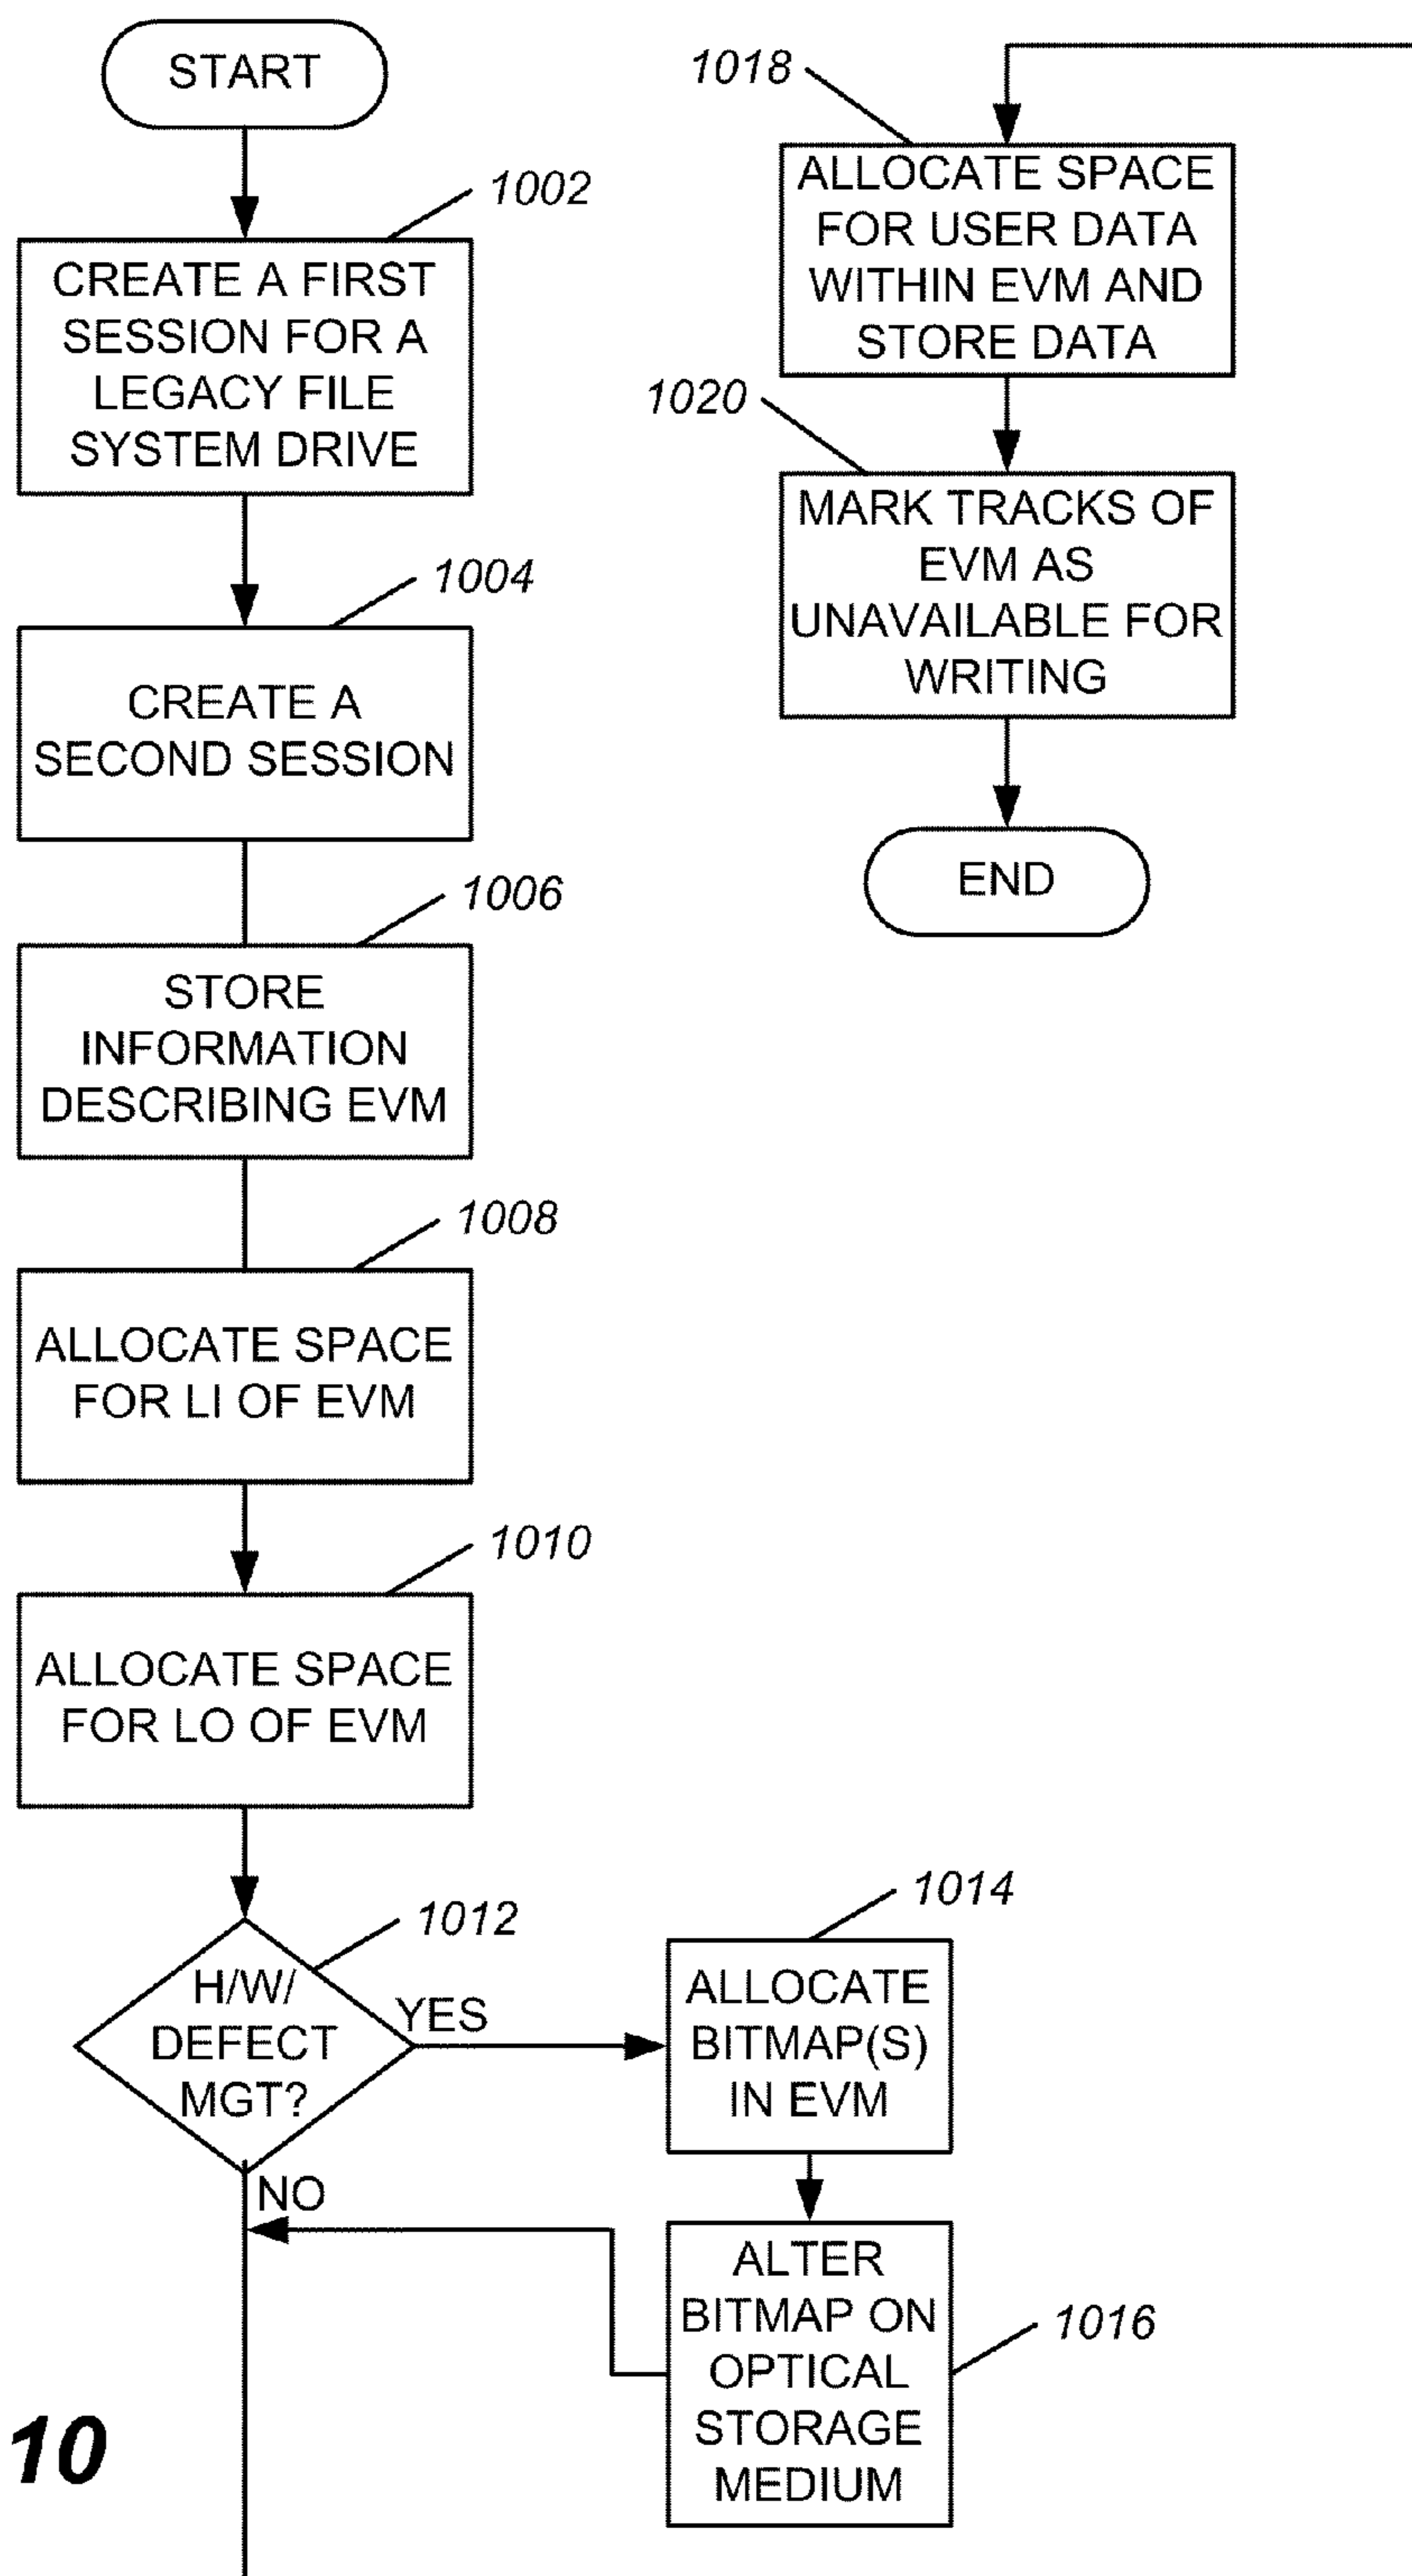 START
1002
CREATE A FIRST
SESSION FOR A
LEGACY FILE
SYSTEM DRIVE
1004
CREATE A
SECOND SESSION
1006
STORE
INFORMATION
DESCRIBING EVM
1008
ALLOCATE SPACE
FOR LI OF EVM
1010
ALLOCATE SPACE
FOR LO OF EVM
1012
H/W/
DEFECT
MGT?
YES
NO
1014
ALLOCATE
BITMAP(S)
IN EVM
1016
ALTER
BITMAP ON
OPTICAL
STORAGE
MEDIUM
1018
ALLOCATE SPACE
FOR USER DATA
WITHIN EVM AND
STORE DATA
1020
MARK TRACKS OF
EVM AS
UNAVAILABLE FOR
WRITING
END
10